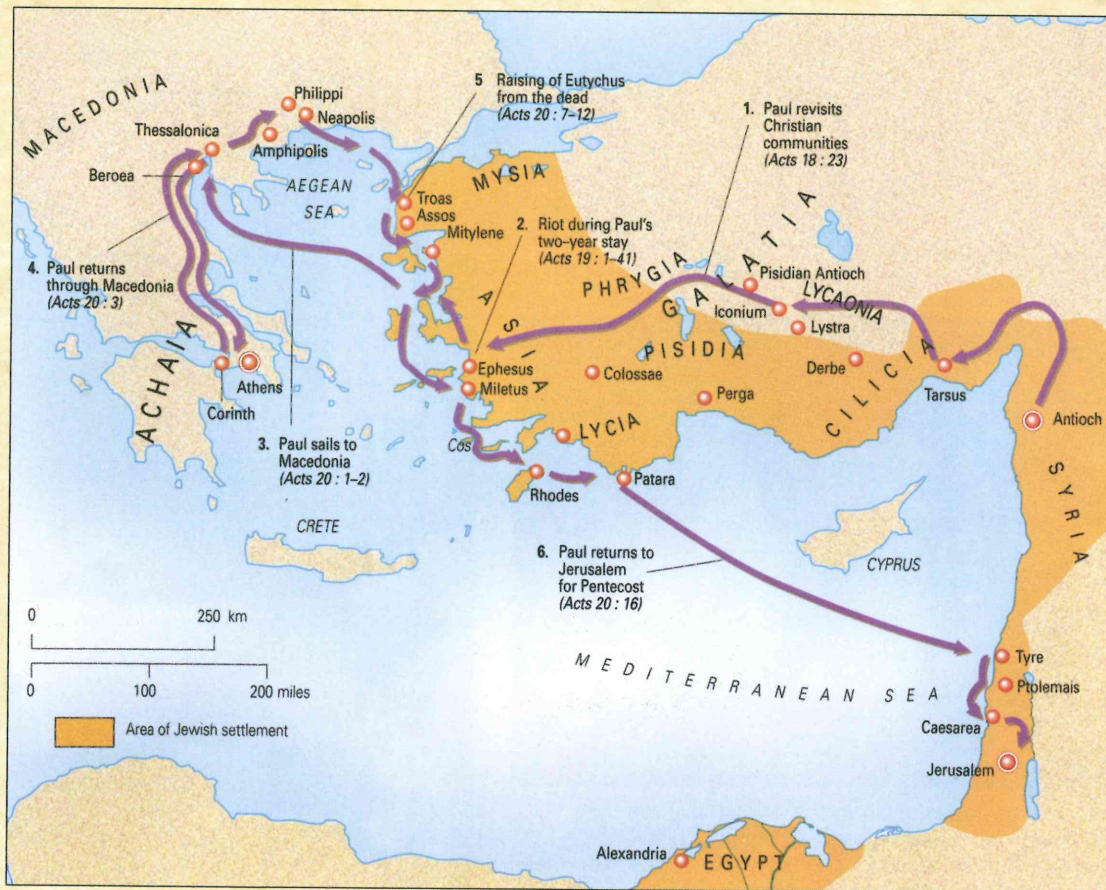 MACEDONIA
Philippi
Neapolis
Thessalonica
Amphipolis
Beroea
AEGEAN
SEA
5 Raising of Eutychus
from the dead
(Acts 20 : 7–12)
1. Paul revisits
Christian
communities
(Acts 18 : 23)
MYSIA
Troas
Assos
Mitylene
2. Riot during Paul's
two-year stay
(Acts 19 : 1–41)
4. Paul returns
through Macedonia
(Acts 20 : 3)
PHRYGIA
GALATIA
Pisidian Antioch
LYCAONIA
Iconium
Lystra
ASIA
PISIDIA
ACHAIA
Ephesus
Colossae
Derbe
CILICIA
Athens
Miletus
Perga
Tarsus
Corinth
Antioch
LYCIA
3. Paul sails to
Macedonia
(Acts 20 : 1–2)
Cos
Rhodes
Patara
SYRIA
CRETE
6. Paul returns to
Jerusalem
for Pentecost
(Acts 20 : 16)
CYPRUS
0 250 km
0 100 200 miles
MEDITERRANEAN SEA
Tyre
Ptolemais
Caesarea
Area of Jewish settlement
Jerusalem
Alexandria
EGYPT